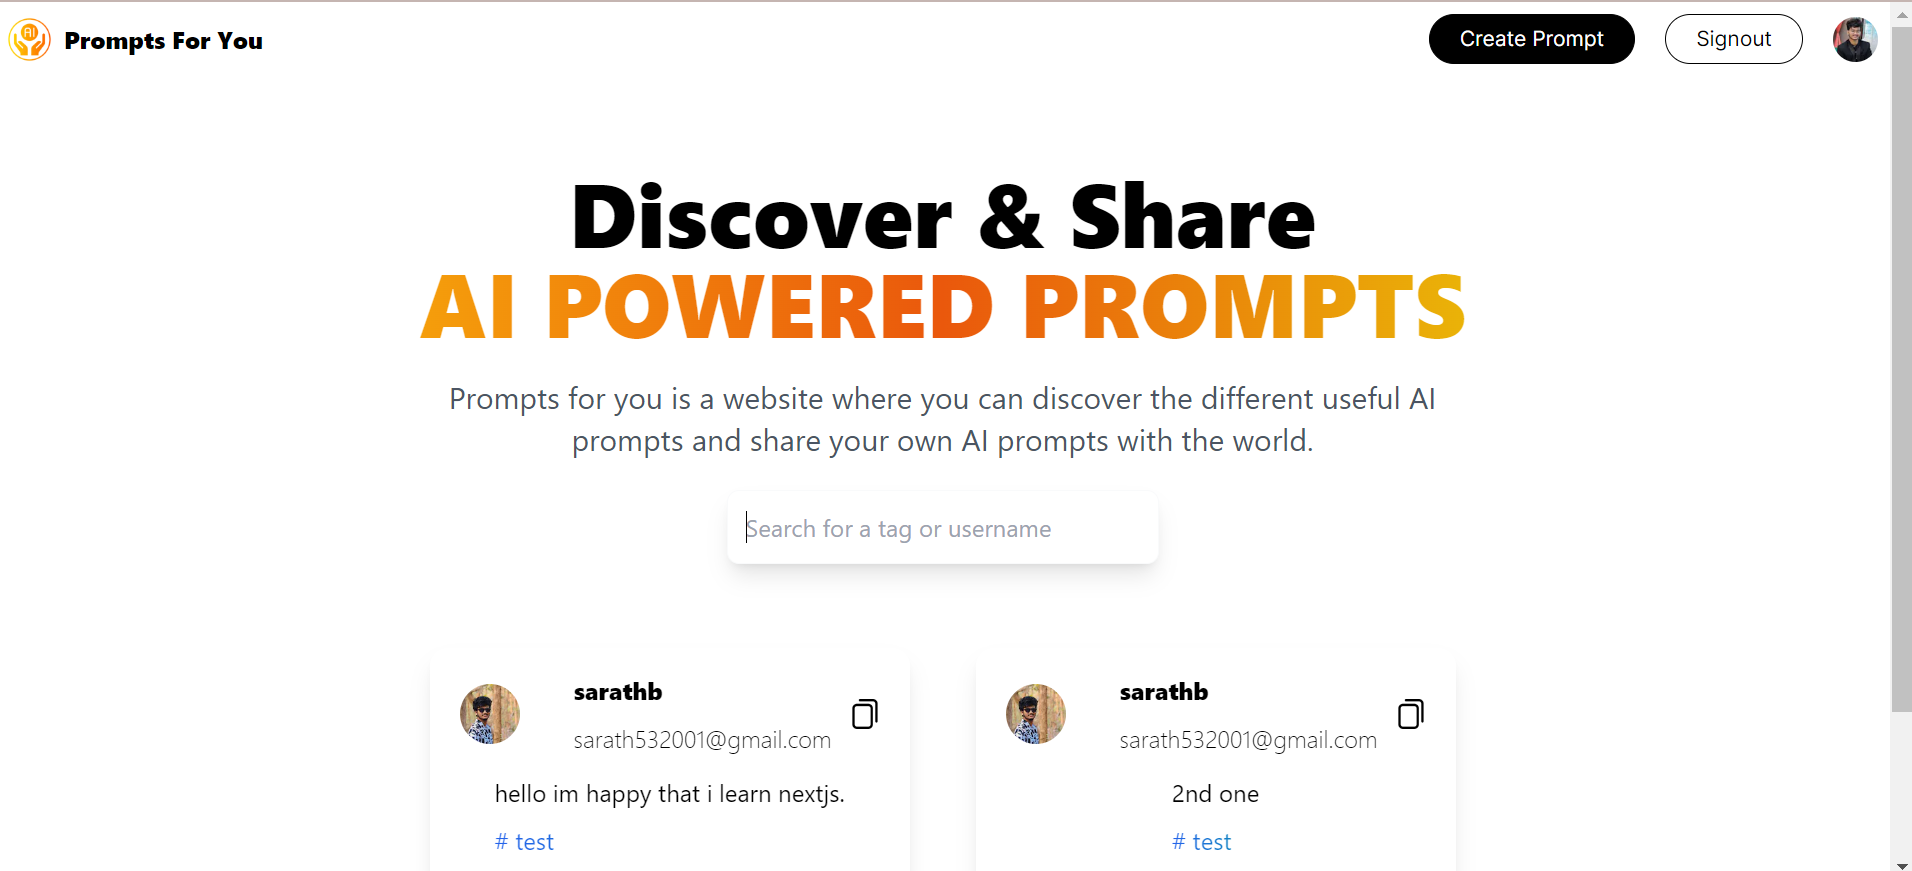 AI
Prompts For You
Create Prompt
Signout
Discover & Share
AI POWERED PROMPTS
Prompts for you is a website where you can discover the different useful AI
prompts and share your own AI prompts with the world.
Search for a tag or username
sarathb
sarath532001@gmail.com
hello im happy that i learn nextjs.
# test
sarathb
sarath532001@gmail.com
2nd one
# test